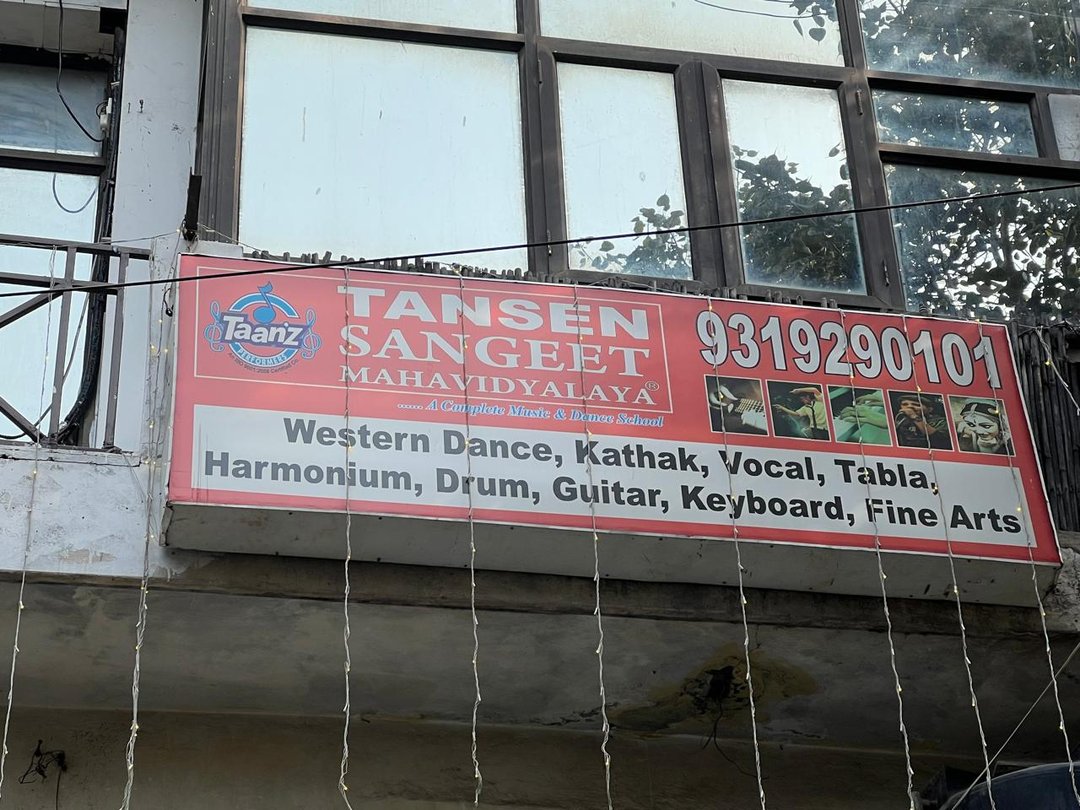 Taan'z
PERFORMERS
TANSEN
SANGEET
MAHAVIDYALAYA®
...... A Complete Music & Dance School
9319290101
Western Dance, Kathak, Vocal, Tabla,
Harmonium, Drum, Guitar, Keyboard, Fine Arts